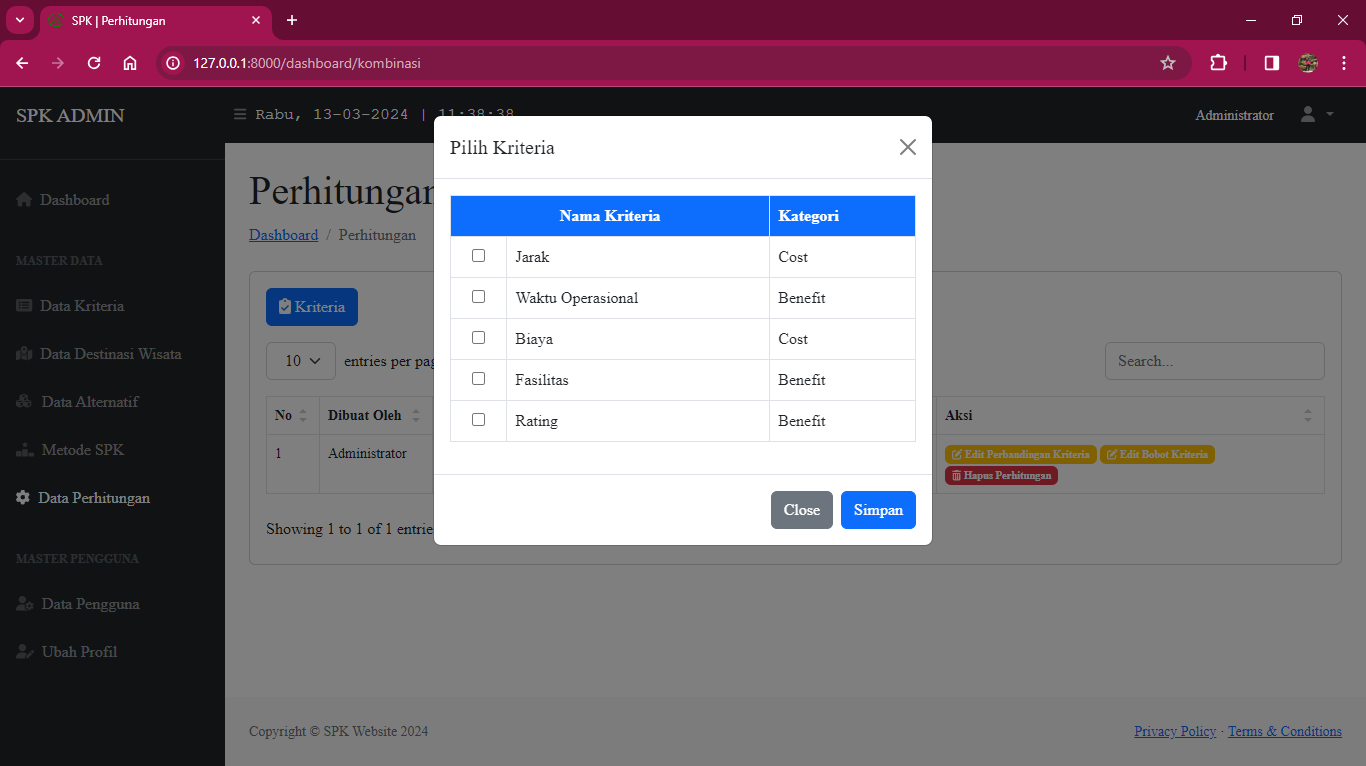 SPK | Perhitungan
127.0.0.1:8000/dashboard/kombinasi
SPK ADMIN
Rabu, 13-03-2024 | 11:38:38
Administrator
Dashboard
MASTER DATA
Data Kriteria
Data Destinasi Wisata
Data Alternatif
Metode SPK
Data Perhitungan
MASTER PENGGUNA
Data Pengguna
Ubah Profil
Perhitungan
Dashboard / Perhitungan
Kriteria
10 entries per pag
Search...
No Dibuat Oleh Aksi
1 Administrator Edit Perbandingan Kriteria Edit Bobot Kriteria
Hapus Perhitungan
Showing 1 to 1 of 1 entrie
Pilih Kriteria
Nama Kriteria Kategori
Jarak Cost
Waktu Operasional Benefit
Biaya Cost
Fasilitas Benefit
Rating Benefit
Close Simpan
Copyright © SPK Website 2024
Privacy Policy · Terms & Conditions